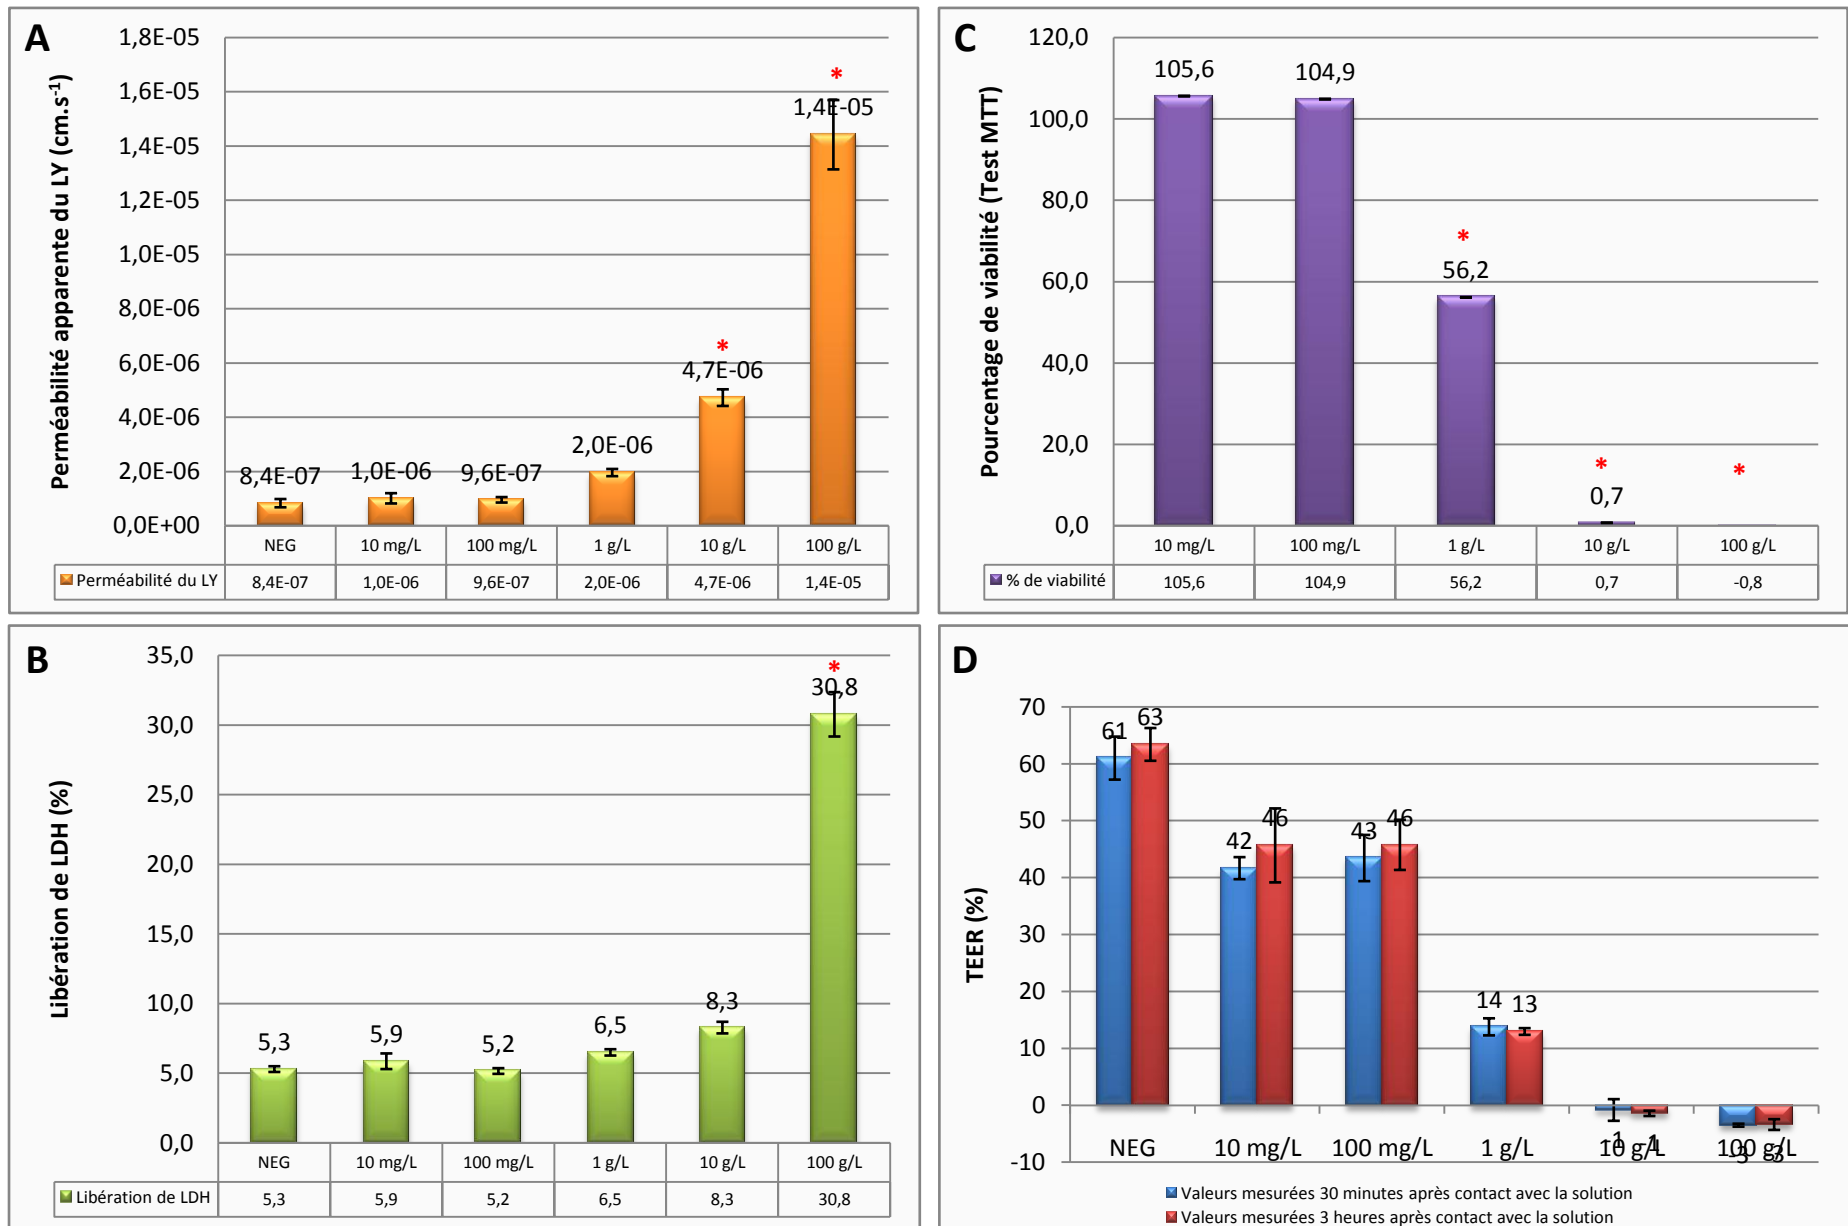 A
Perméabilité apparente du LY (cm.s-1)
1,8E-05
1,6E-05
1,4E-05
1,2E-05
1,0E-05
8,0E-06
6,0E-06
4,0E-06
2,0E-06
0,0E+00
8,4E-07
1,0E-06
9,6E-07
2,0E-06
*
4,7E-06
*
1,4E-05
NEG 10 mg/L 100 mg/L 1 g/L 10 g/L 100 g/L
Perméabilité du LY 8,4E-07 1,0E-06 9,6E-07 2,0E-06 4,7E-06 1,4E-05
C
Pourcentage de viabilité (Test MTT)
120,0
100,0
80,0
60,0
40,0
20,0
0,0
105,6
104,9
*
56,2
*
0,7
*
10 mg/L 100 mg/L 1 g/L 10 g/L 100 g/L
% de viabilité 105,6 104,9 56,2 0,7 -0,8
B
Libération de LDH (%)
35,0
30,0
25,0
20,0
15,0
10,0
5,0
0,0
5,3
5,9
5,2
6,5
8,3
*
30,8
NEG 10 mg/L 100 mg/L 1 g/L 10 g/L 100 g/L
Libération de LDH 5,3 5,9 5,2 6,5 8,3 30,8
D
TEER (%)
70
60
50
40
30
20
10
0
-10
61 63
42 46
43 46
14 13
-1 -1
-3 -3
NEG 10 mg/L 100 mg/L 1 g/L 10 g/L 100 g/L
Valeurs mesurées 30 minutes après contact avec la solution
Valeurs mesurées 3 heures après contact avec la solution